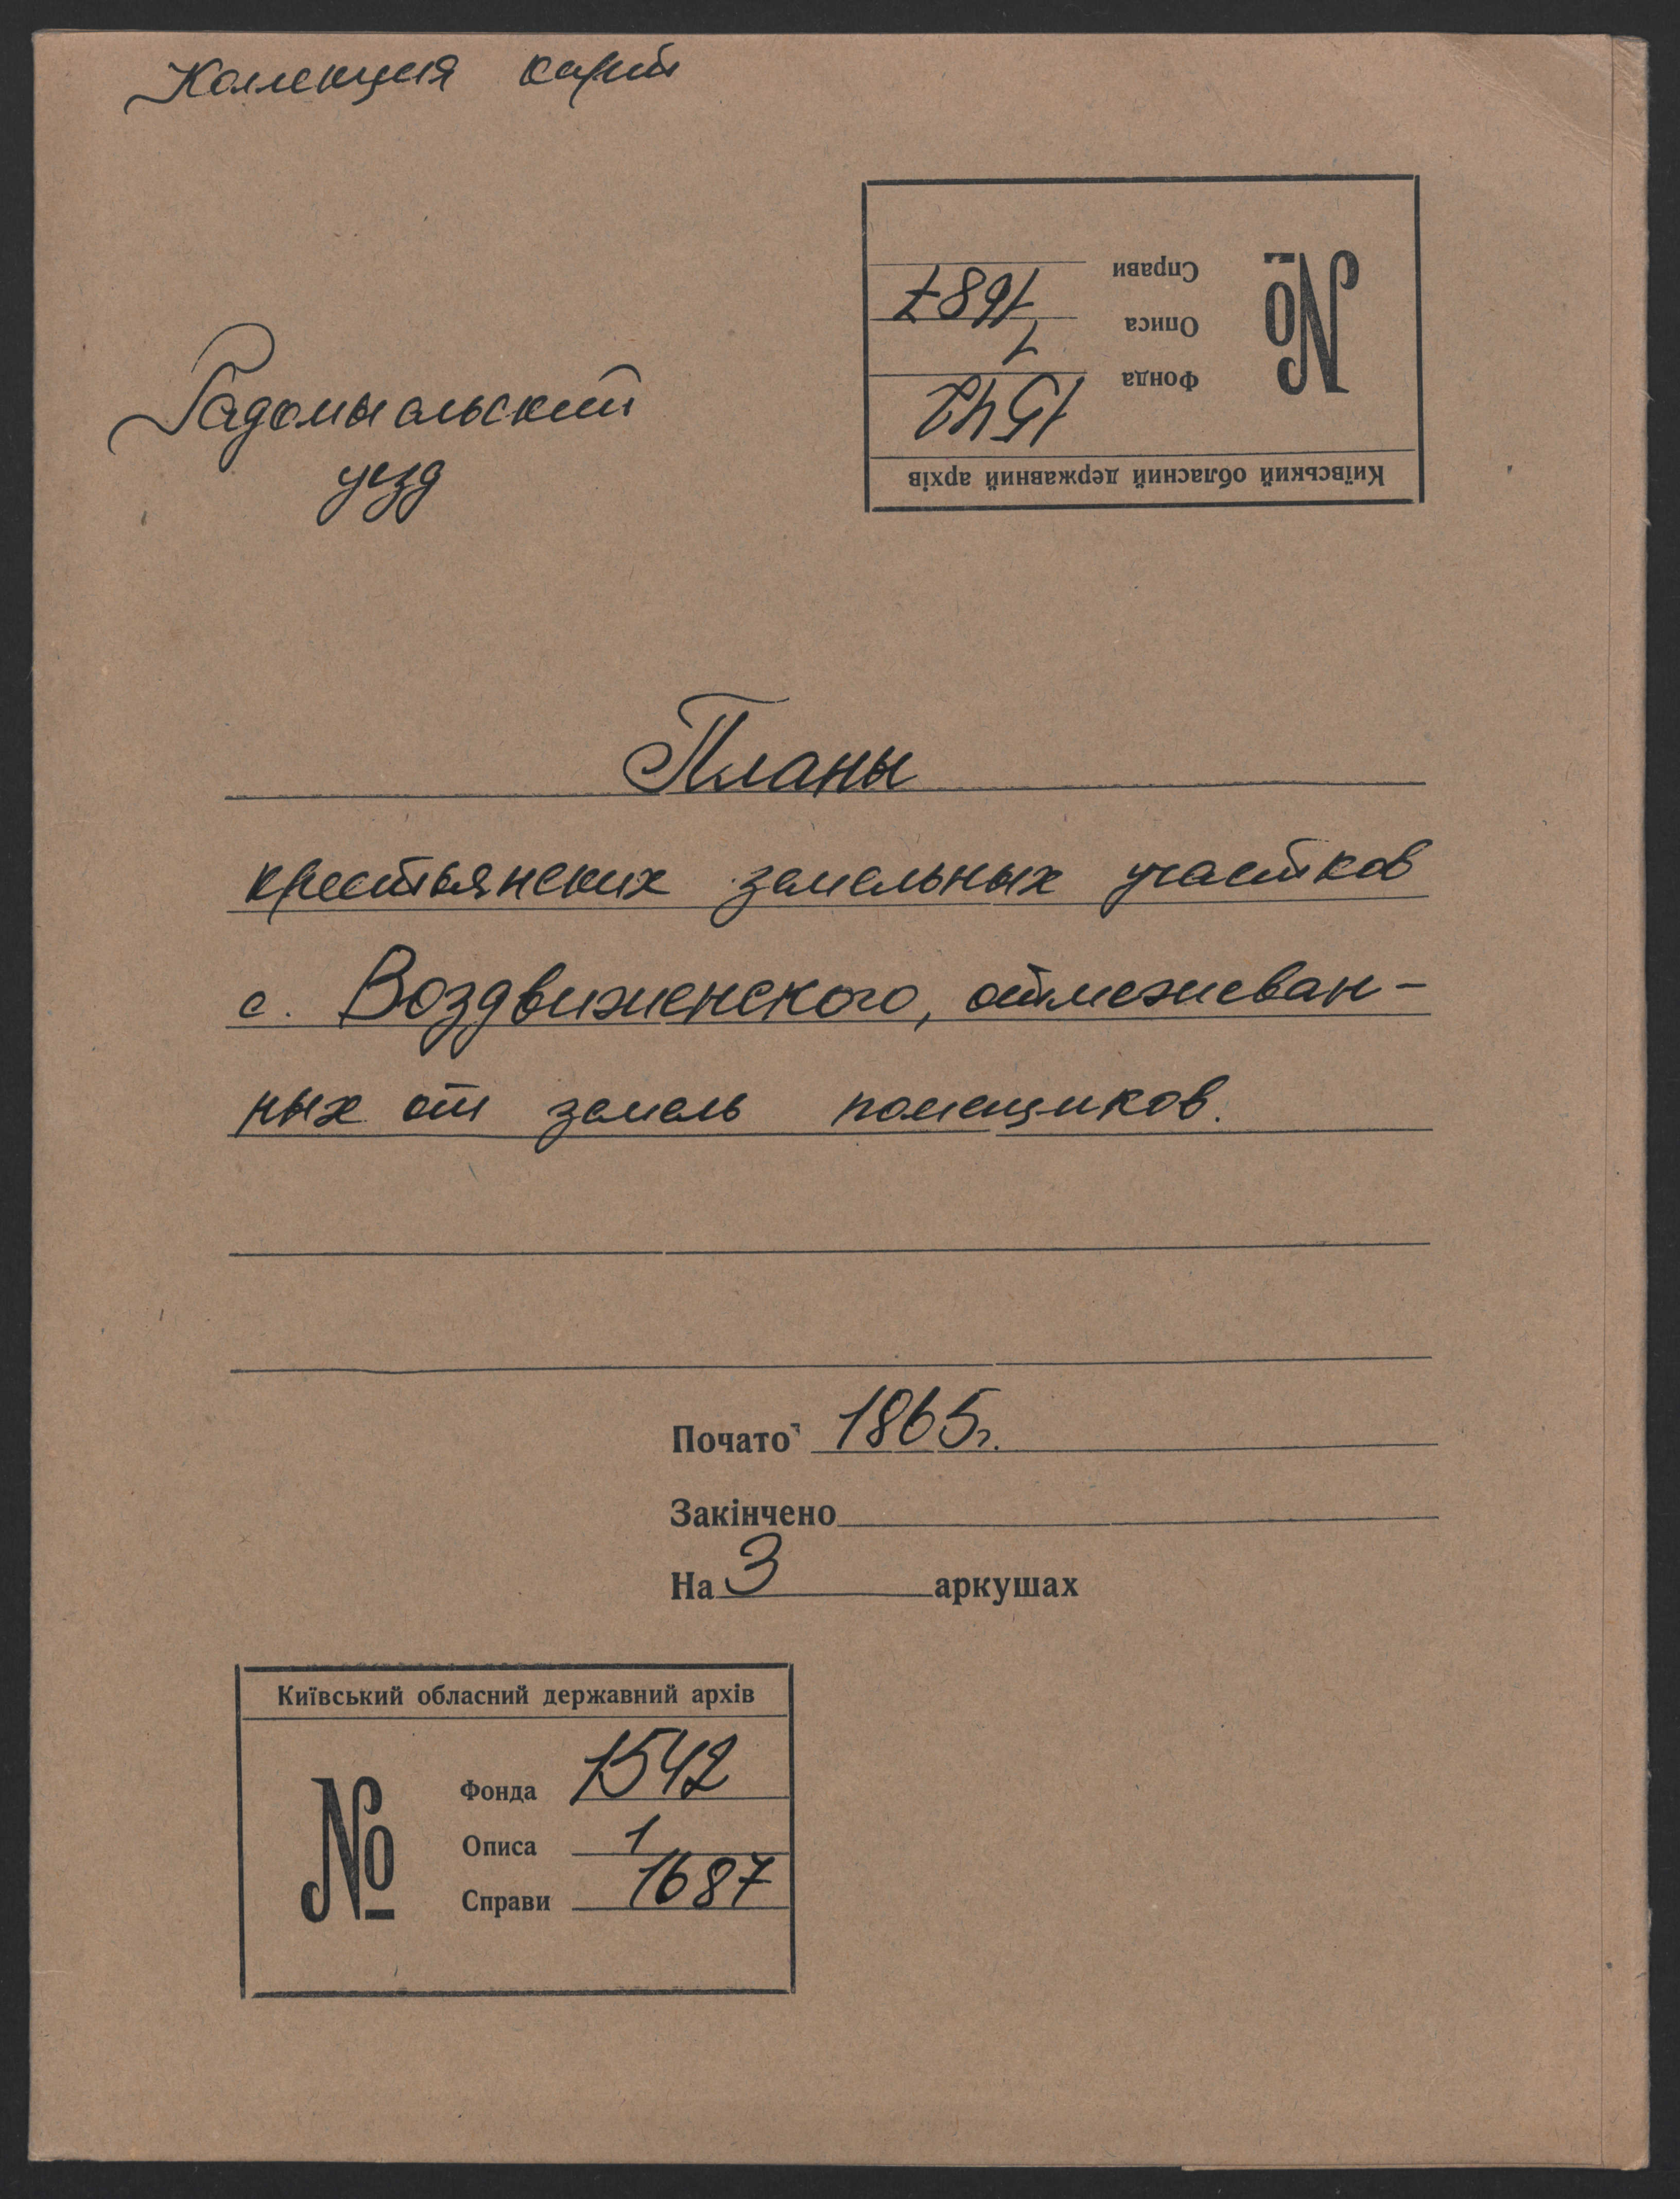 Коллекция карт
Київський обласний державний архів
№
Фонда 1542
Описа 1
Справи 1687
Радомысльский
уезд
Планы
крестьянских земельных участков
с. Воздвиженского, отмежеван-
ных от земель помещиков.
Почато 1865г.
Закінчено
На 3 аркушах
Київський обласний державний архів
№
Фонда 1542
Описа 1
Справи 1687